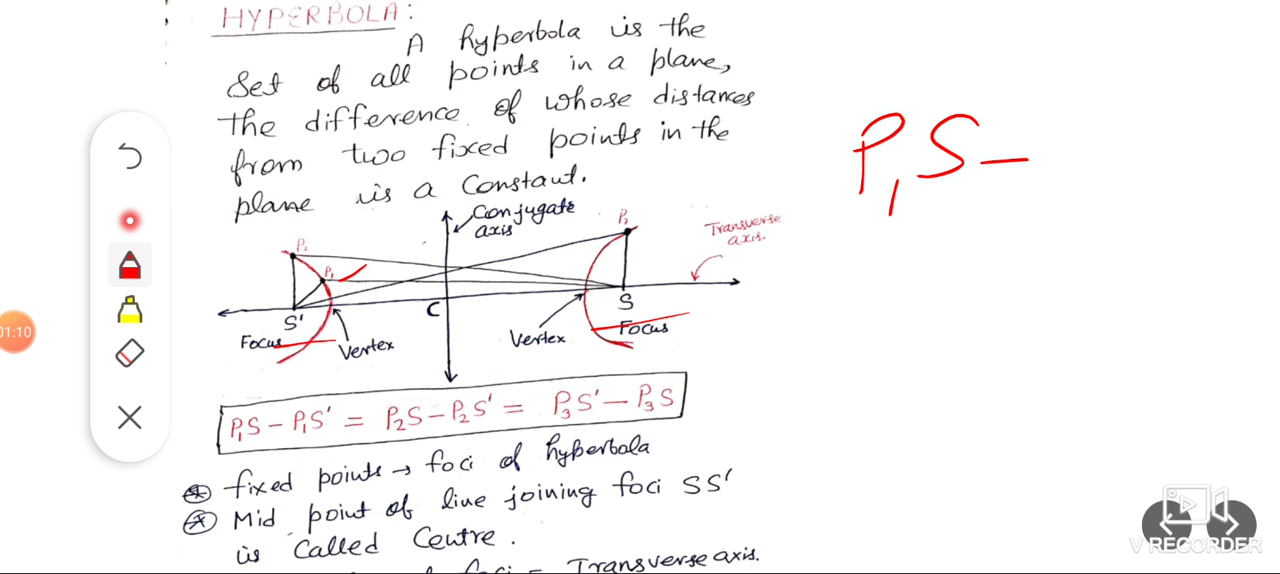 HYPERBOLA:
A hyperbola is the
set of all points in a plane,
the difference of whose distances
from two fixed points in the
plane is a constant.
P₁S –
Conjugate
axis
Transverse
axis.
P₁
C
S'
S
Focus
Vertex
Vertex
Focus
P₁S – P₁S' = P₂S – P₂S' = P₃S' – P₃S
fixed points → foci of hyperbola
Mid point of line joining foci SS'
is called Centre.
Transverse axis.
01:10
V RECORDER